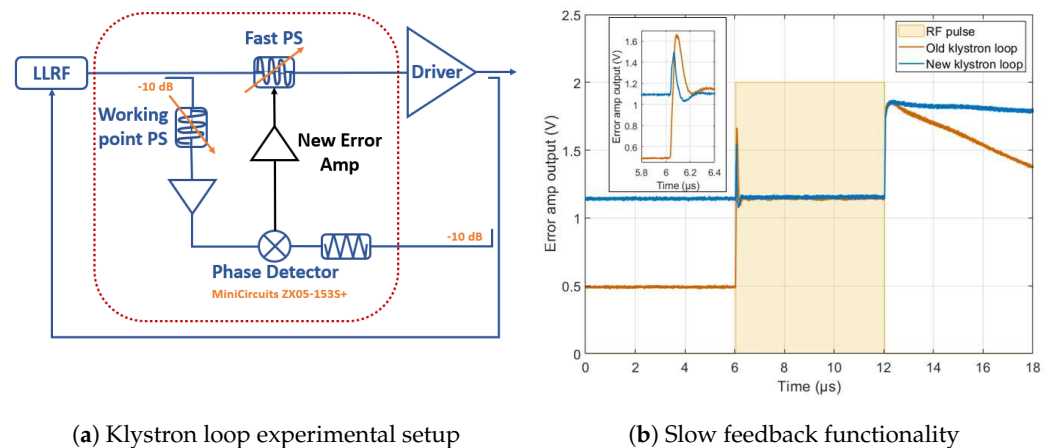 LLRF
-10 dB
Working
point PS
Fast PS
Driver
New Error
Amp
-10 dB
Phase Detector
MiniCircuits ZX05-153S+
(a) Klystron loop experimental setup
2.5
2
1.5
1
0.5
0
Error amp output (V)
0 2 4 6 8 10 12 14 16 18
Time (µs)
1.6
1.4
1.2
1
0.8
0.6
Error amp output (V)
5.8 6 6.2 6.4
Time (µs)
RF pulse
Old klystron loop
New klystron loop
(b) Slow feedback functionality